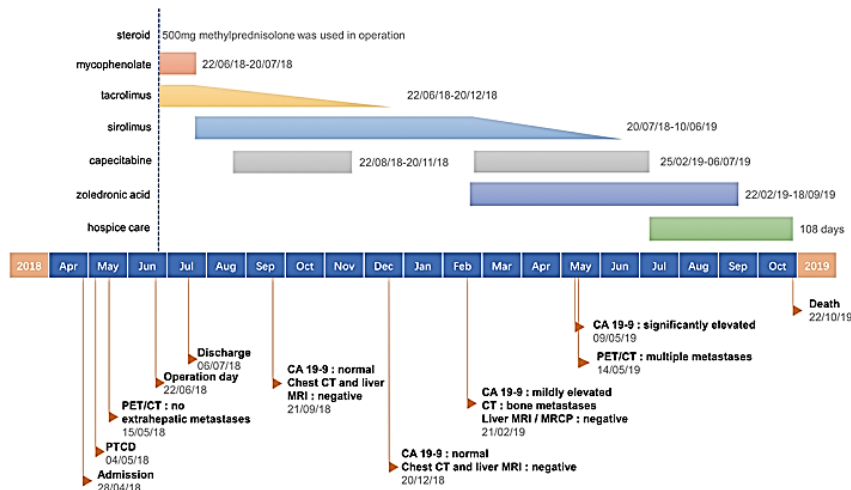 steroid 500mg methylprednisolone was used in operation
mycophenolate 22/06/18-20/07/18
tacrolimus 22/06/18-20/12/18
sirolimus 20/07/18-10/06/19
capecitabine 22/08/18-20/11/18 25/02/19-06/07/19
zoledronic acid 22/02/19-18/09/19
hospice care 108 days
2018 Apr May Jun Jul Aug Sep Oct Nov Dec Jan Feb Mar Apr May Jun Jul Aug Sep Oct 2019
Death
22/10/19
CA 19-9 : significantly elevated
09/05/19
PET/CT : multiple metastases
14/05/19
Discharge
06/07/18
Operation day
22/06/18
CA 19-9 : normal
Chest CT and liver
MRI : negative
21/09/18
PET/CT : no
extrahepatic metastases
15/05/18
CA 19-9 : mildly elevated
CT : bone metastases
Liver MRI / MRCP : negative
21/02/19
PTCD
04/05/18
CA 19-9 : normal
Chest CT and liver MRI : negative
20/12/18
Admission
28/04/18